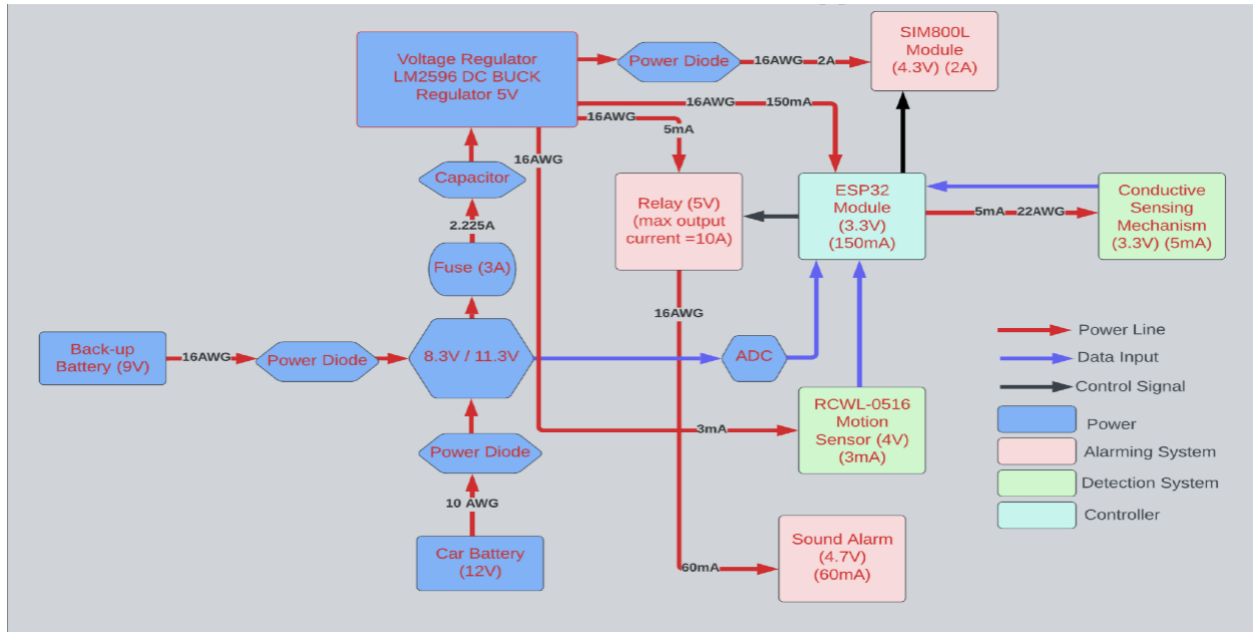 Voltage Regulator
LM2596 DC BUCK
Regulator 5V
Power Diode
16AWG
2A
SIM800L
Module
(4.3V) (2A)
16AWG
150mA
16AWG
5mA
16AWG
Capacitor
2.225A
Fuse (3A)
Relay (5V)
(max output
current =10A)
ESP32
Module
(3.3V)
(150mA)
5mA
22AWG
Conductive
Sensing
Mechanism
(3.3V) (5mA)
16AWG
Back-up
Battery (9V)
16AWG
Power Diode
8.3V / 11.3V
ADC
Power Diode
10 AWG
Car Battery
(12V)
3mA
RCWL-0516
Motion
Sensor (4V)
(3mA)
60mA
Sound Alarm
(4.7V)
(60mA)
Power Line
Data Input
Control Signal
Power
Alarming System
Detection System
Controller